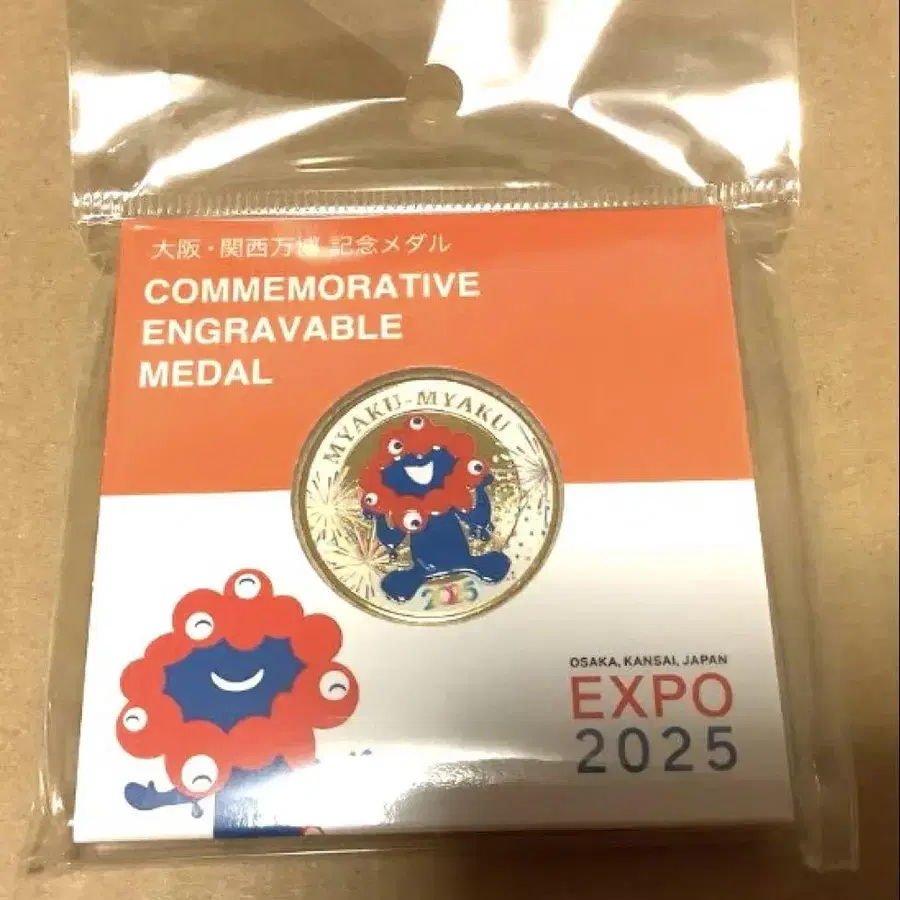 大阪・関西万博 記念メダル
COMMEMORATIVE
ENGRAVABLE
MEDAL
MYAKU-MYAKU
2025
OSAKA, KANSAI, JAPAN
EXPO
2025